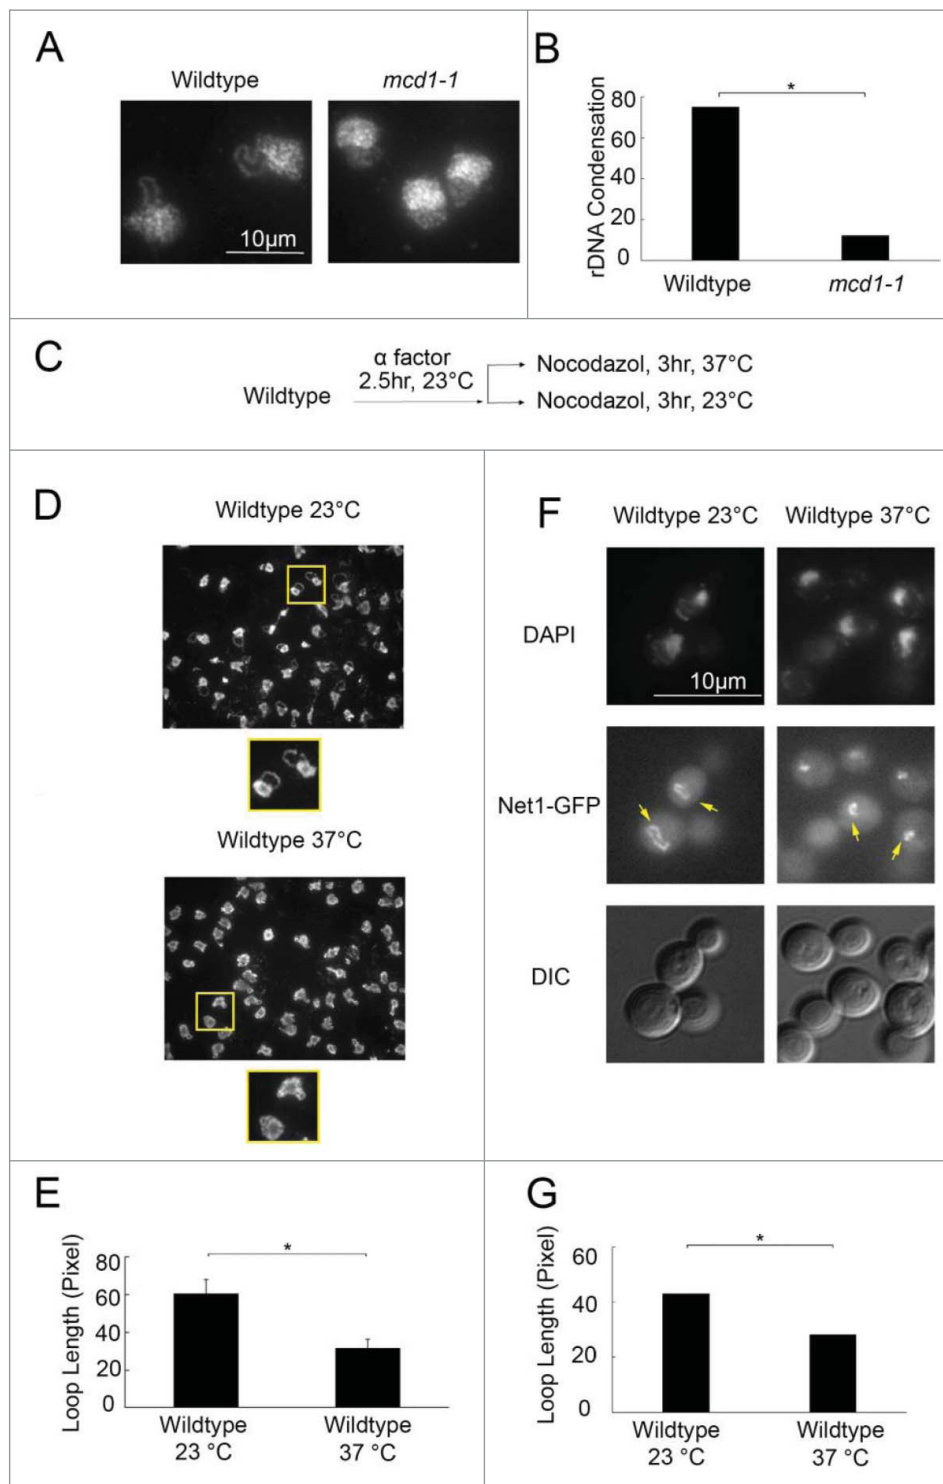 A
Wildtype
mcd1-1
10µm
B
rDNA Condensation
80
60
40
20
0
*
Wildtype
mcd1-1
C
Wildtype
α factor
2.5hr, 23°C
Nocodazol, 3hr, 37°C
Nocodazol, 3hr, 23°C
D
Wildtype 23°C
Wildtype 37°C
F
Wildtype 23°C
Wildtype 37°C
DAPI
10µm
Net1-GFP
DIC
E
Loop Length (Pixel)
80
60
40
20
0
*
Wildtype
23 °C
Wildtype
37 °C
G
Loop Length (Pixel)
60
40
20
0
*
Wildtype
23 °C
Wildtype
37 °C